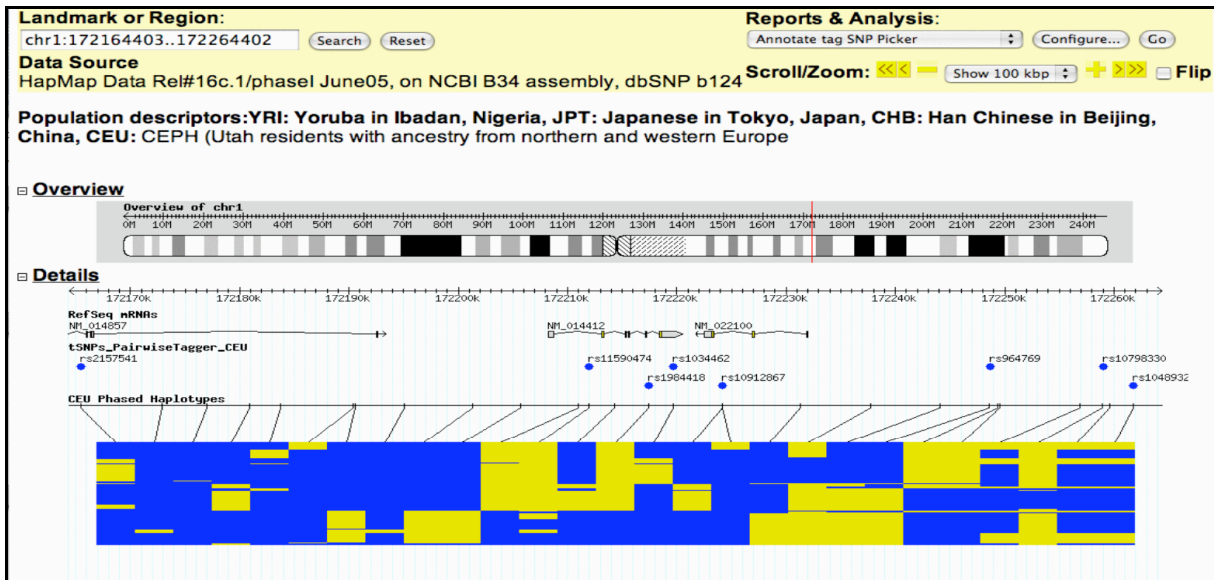 Landmark or Region:
Reports & Analysis:
chr1:172164403..172264402 Search Reset
Annotate tag SNP Picker Configure... Go
Data Source
HapMap Data Rel#16c.1/phaseI June05, on NCBI B34 assembly, dbSNP b124
Scroll/Zoom: << < Show 100 kbp > >> Flip
Population descriptors:YRI: Yoruba in Ibadan, Nigeria, JPT: Japanese in Tokyo, Japan, CHB: Han Chinese in Beijing,
China, CEU: CEPH (Utah residents with ancestry from northern and western Europe
Overview
Overview of chr1
0M 10M 20M 30M 40M 50M 60M 70M 80M 90M 100M 110M 120M 130M 140M 150M 160M 170M 180M 190M 200M 210M 220M 230M 240M
Details
172170k 172180k 172190k 172200k 172210k 172220k 172230k 172240k 172250k 172260k
RefSeq mRNAs
NM_014857 NM_014412 NM_022100
tSNPs_PairwiseTagger_CEU
rs2157541 rs11590474 rs1034462 rs964769 rs10798330
rs1984418 rs10912867 rs1048932
CEU Phased Haplotypes